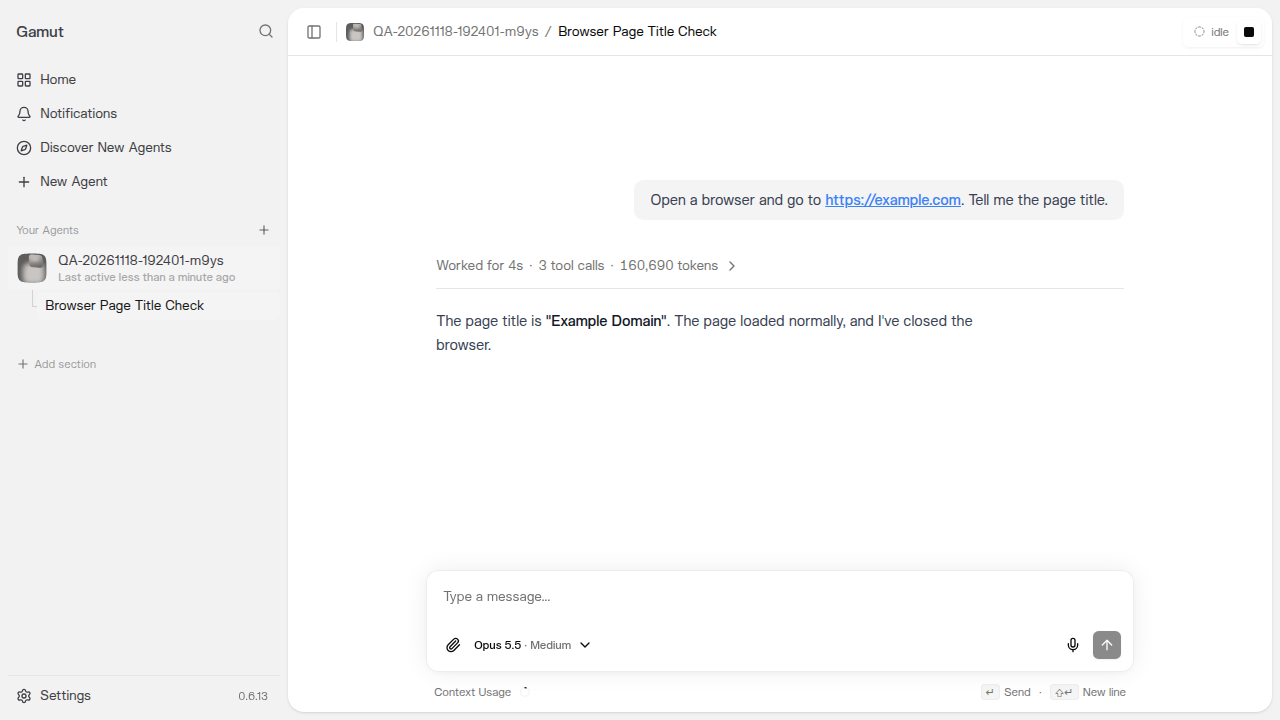 Gamut
Home
Notifications
Discover New Agents
New Agent
Your Agents
QA-20261118-192401-m9ys
Last active less than a minute ago
Browser Page Title Check
Add section
Settings
0.6.13
QA-20261118-192401-m9ys / Browser Page Title Check
idle
Open a browser and go to https://example.com. Tell me the page title.
Worked for 4s · 3 tool calls · 160,690 tokens
The page title is "Example Domain". The page loaded normally, and I've closed the
browser.
Type a message...
Opus 5.5 · Medium
Context Usage
Send · New line